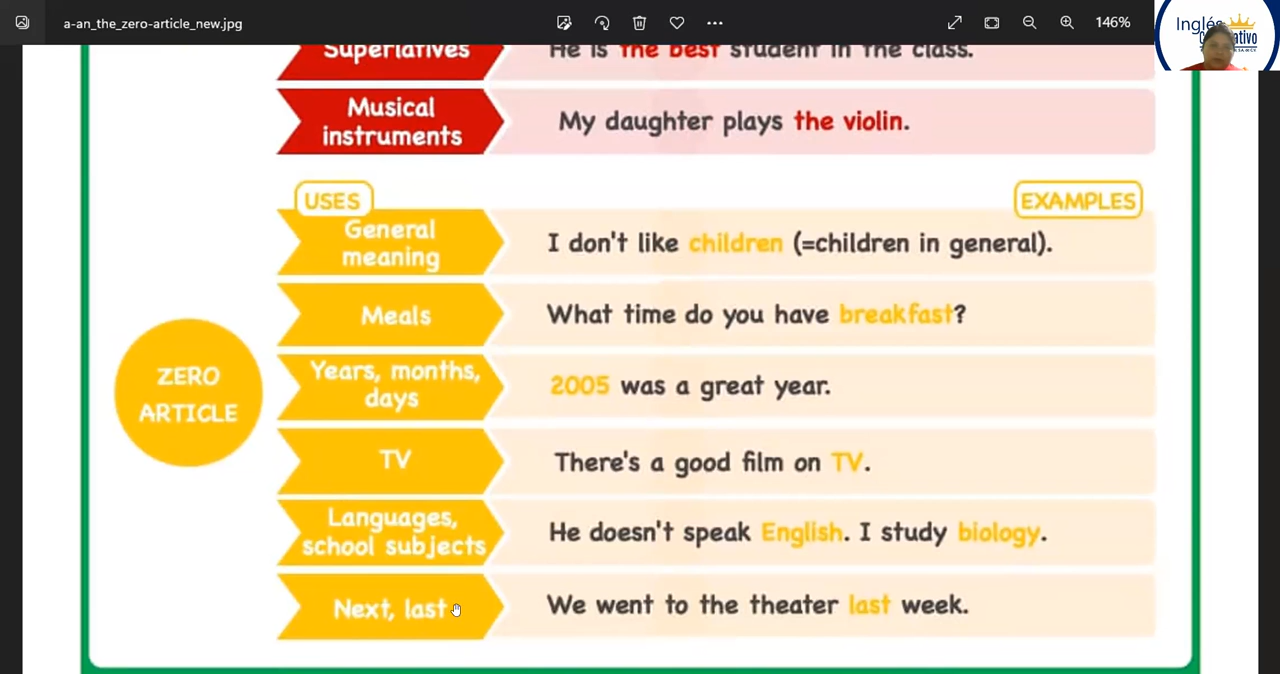 a-an_the_zero-article_new.jpg
146%
Inglés
Superlatives
He is the best student in the class.
Musical
instruments
My daughter plays the violin.
USES
EXAMPLES
General
meaning
I don't like children (=children in general).
Meals
What time do you have breakfast?
Years, months,
days
2005 was a great year.
ZERO
ARTICLE
TV
There's a good film on TV.
Languages,
school subjects
He doesn't speak English. I study biology.
Next, last
We went to the theater last week.